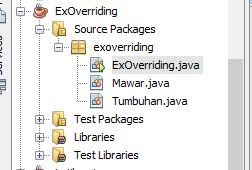 ExOverriding
Source Packages
exoverriding
ExOverriding.java
Mawar.java
Tumbuhan.java
Test Packages
Libraries
Test Libraries